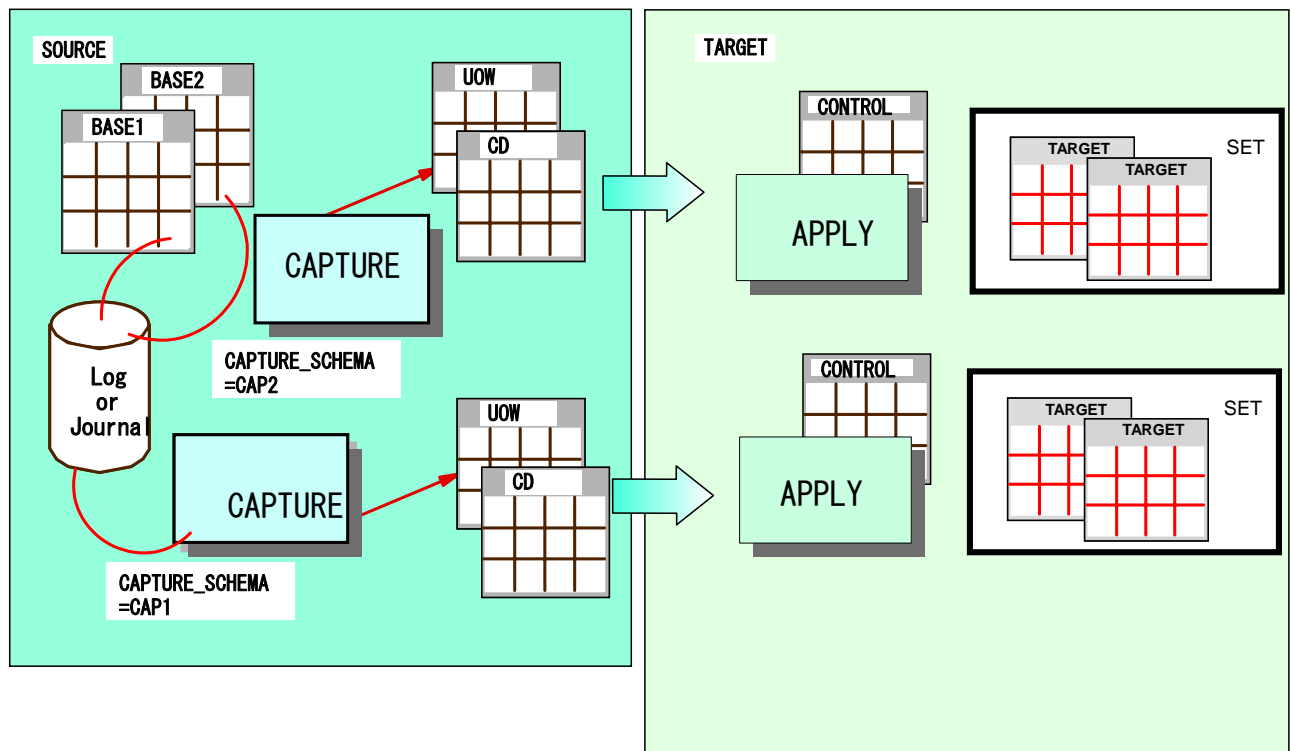 SOURCE
BASE2
BASE1
UOW
CD
CAPTURE
CAPTURE_SCHEMA
=CAP2
Log
or
Journal
UOW
CD
CAPTURE
CAPTURE_SCHEMA
=CAP1
TARGET
CONTROL
APPLY
TARGET
TARGET
SET
CONTROL
APPLY
TARGET
TARGET
SET